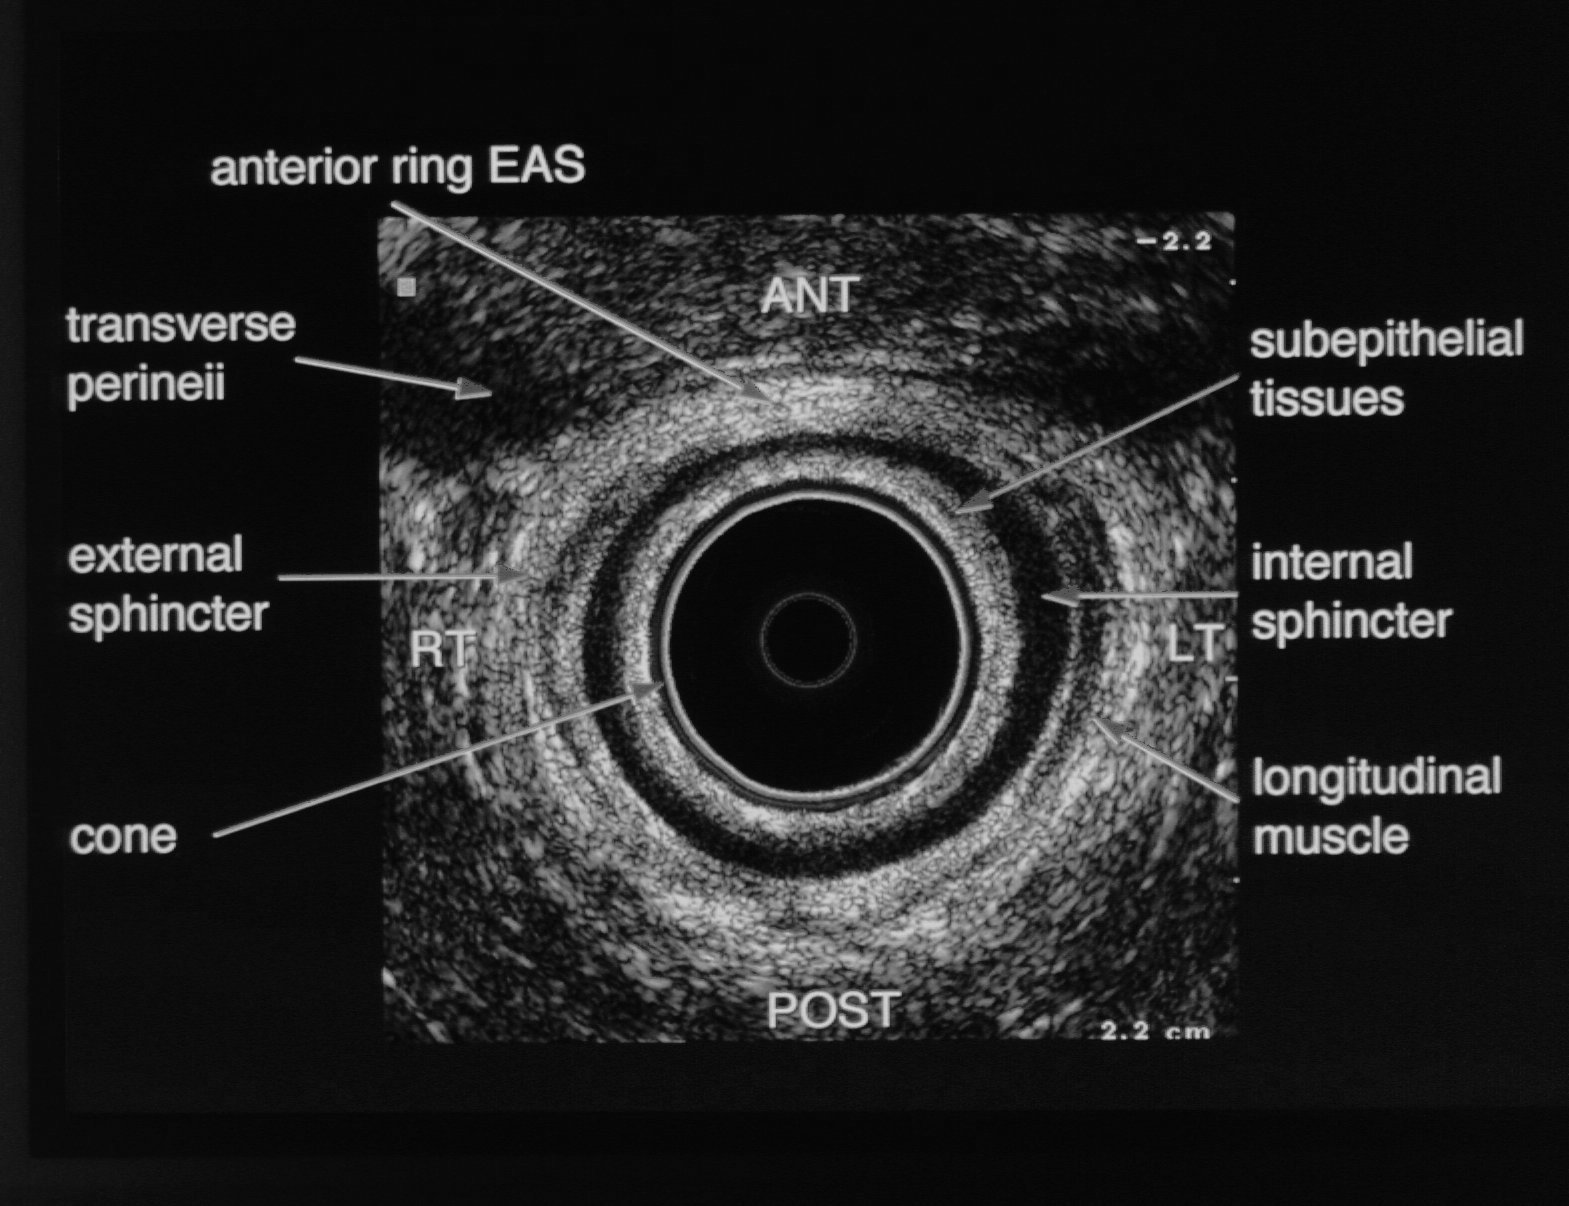 anterior ring EAS
-2.2
ANT
transverse
perineii
subepithelial
tissues
external
sphincter
internal
sphincter
RT
LT
cone
longitudinal
muscle
POST
2.2 cm